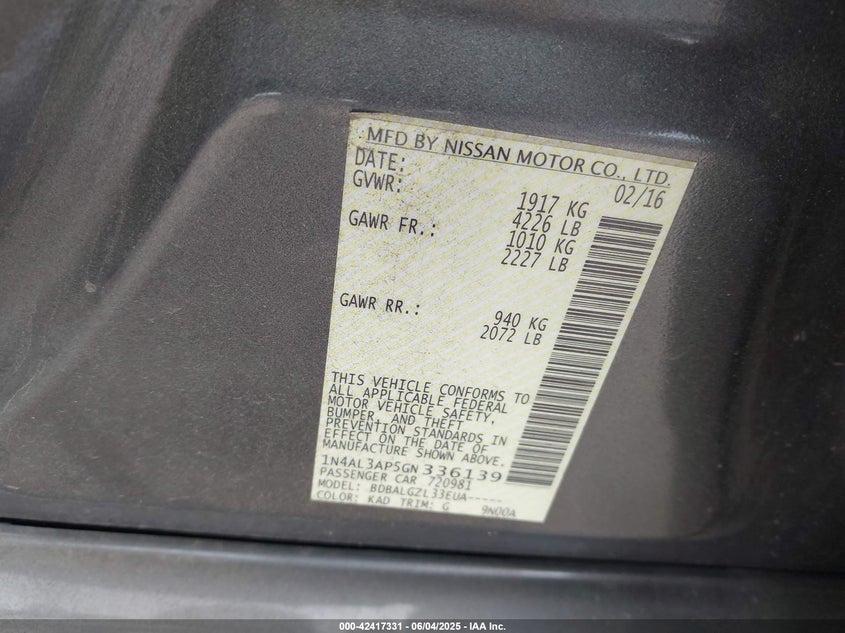 MFD BY NISSAN MOTOR CO., LTD.
DATE: 02/16
GVWR: 1917 KG
4226 LB
GAWR FR.: 1010 KG
2227 LB
GAWR RR.: 940 KG
2072 LB
THIS VEHICLE CONFORMS TO
ALL APPLICABLE FEDERAL
MOTOR VEHICLE SAFETY,
BUMPER, AND THEFT
PREVENTION STANDARDS IN
EFFECT ON THE DATE OF
MANUFACTURE SHOWN ABOVE.
1N4AL3AP5GN 336139
PASSENGER CAR 720981
MODEL: BDBALGZL33EUA-----
COLOR: KAD TRIM: G 9N00A
000-42417331 | 06/04/2025 - IAA Inc.